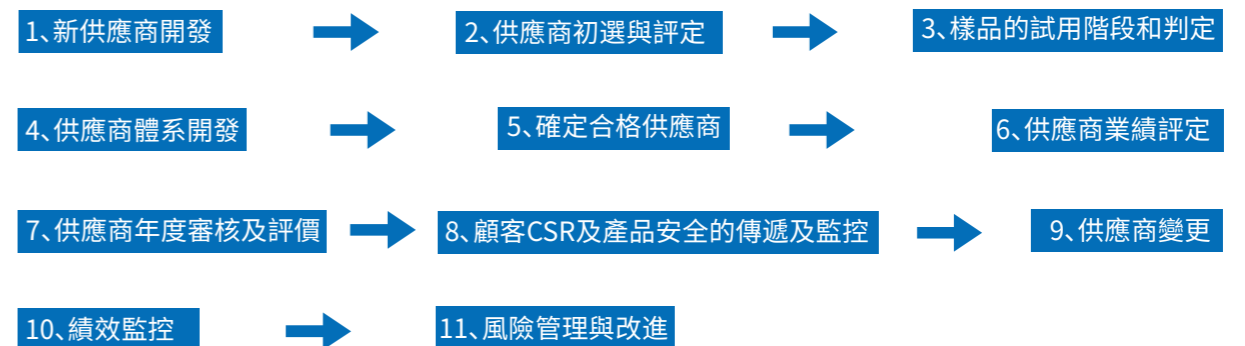 1、新供應商開發
2、供應商初選與評定
3、樣品的試用階段和判定
4、供應商體系開發
5、確定合格供應商
6、供應商業績評定
7、供應商年度審核及評價
8、顧客CSR及產品安全的傳遞及監控
9、供應商變更
10、績效監控
11、風險管理與改進